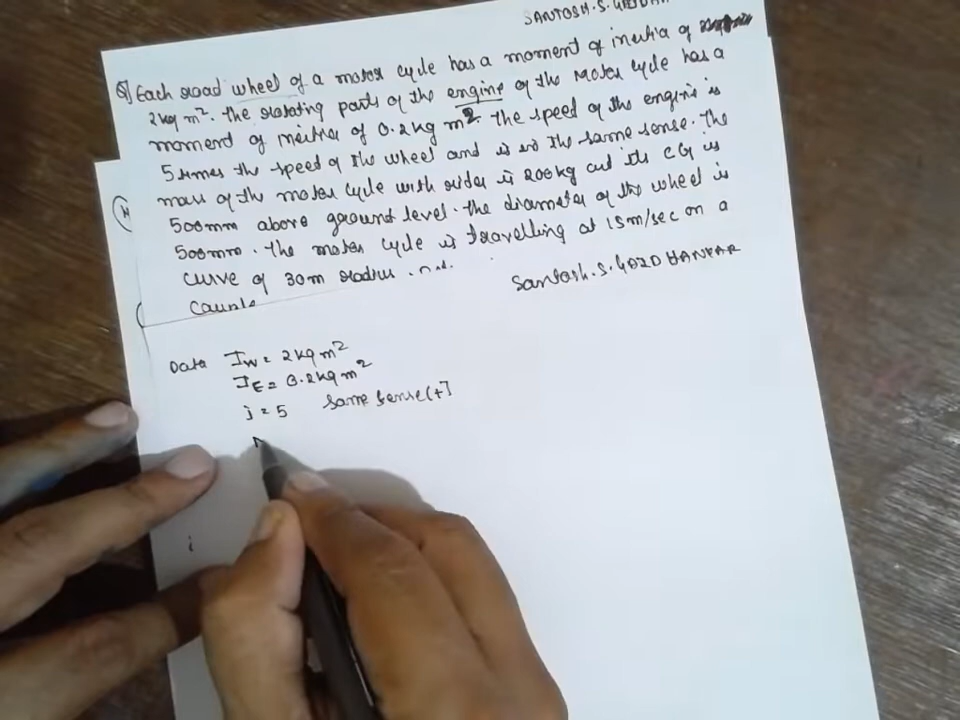 SANTOSH.S.
Q) Each road wheel of a motor cycle has a moment of inertia of
2kg m². The rotating parts of the engine of the motor cycle has a
moment of inertia of 0.2kg m². The speed of the engine is
5 times the speed of the wheel and is in the same sense. The
mass of the motor cycle with rider is 200kg and its CG is
500mm above ground level. The diameter of the wheel is
500mm. The motor cycle is travelling at 15m/sec on a
curve of 30m radius.
Couple
Santosh.S.GOZDHANKAR
Data Iw = 2kg m²
IE = 0.2kg m²
i = 5 same sense(+)
i